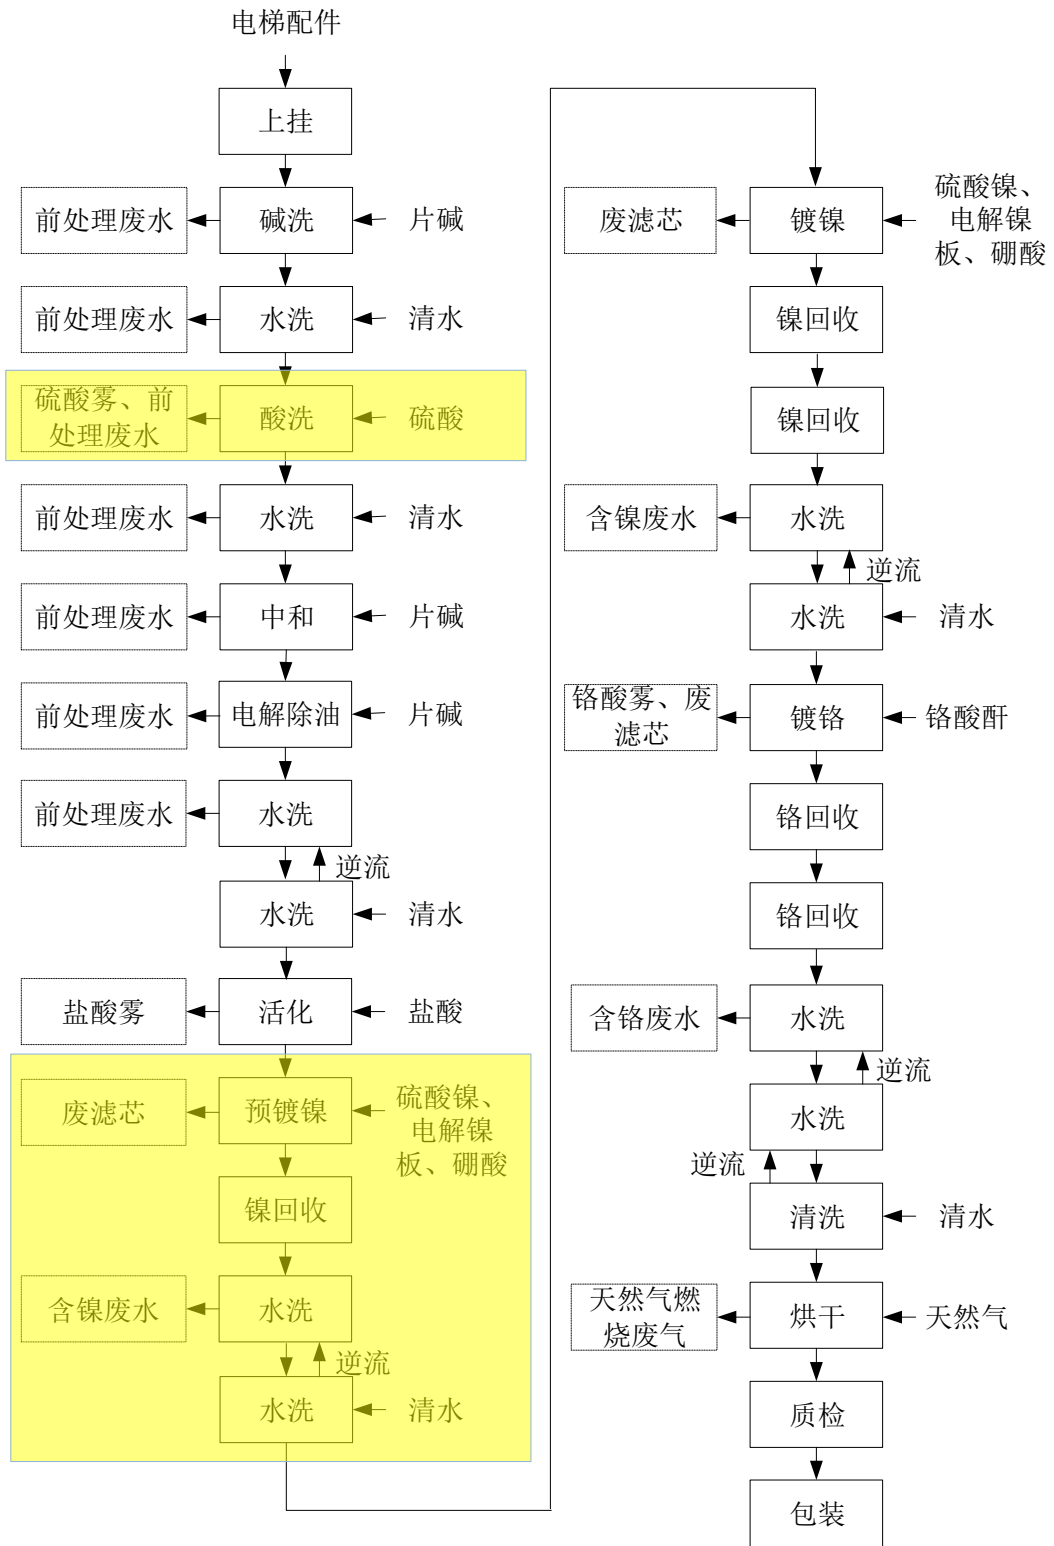 电梯配件
上挂
前处理废水
碱洗
片碱
前处理废水
水洗
清水
硫酸雾、前
处理废水
酸洗
硫酸
前处理废水
水洗
清水
前处理废水
中和
片碱
前处理废水
电解除油
片碱
前处理废水
水洗
逆流
水洗
清水
盐酸雾
活化
盐酸
废滤芯
预镀镍
硫酸镍、
电解镍
板、硼酸
镍回收
含镍废水
水洗
逆流
水洗
清水
废滤芯
镀镍
硫酸镍、
电解镍
板、硼酸
镍回收
镍回收
含镍废水
水洗
逆流
水洗
清水
铬酸雾、废
滤芯
镀铬
铬酸酐
铬回收
铬回收
含铬废水
水洗
逆流
水洗
逆流
清洗
清水
天然气燃
烧废气
烘干
天然气
质检
包装